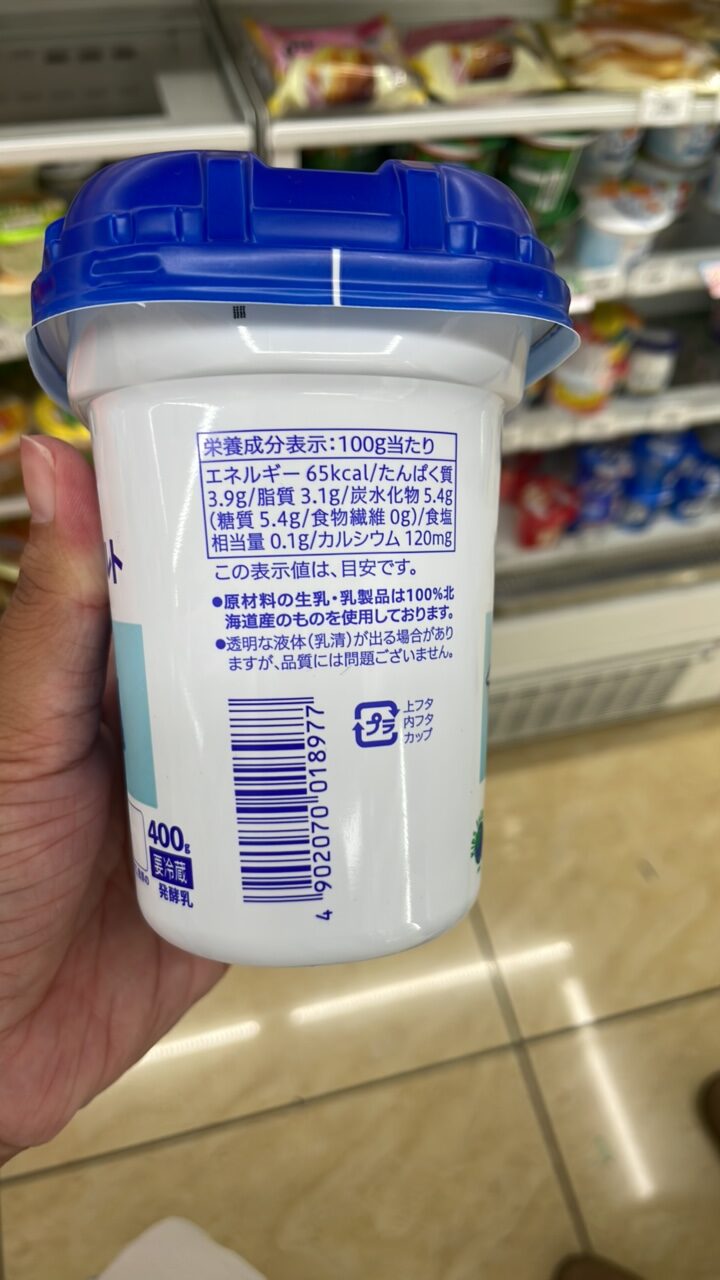 栄養成分表示：100g当たり
エネルギー 65kcal/たんぱく質
3.9g/脂質 3.1g/炭水化物 5.4g
(糖質 5.4g/食物繊維 0g)/食塩
相当量 0.1g/カルシウム 120mg
この表示値は、目安です。
●原材料の生乳・乳製品は100%北
海道産のものを使用しております。
●透明な液体（乳清）が出る場合があり
ますが、品質には問題ございません。
プラ
上フタ
内フタ
カップ
4 902070 018977
ルト
400g
要冷蔵
発酵乳